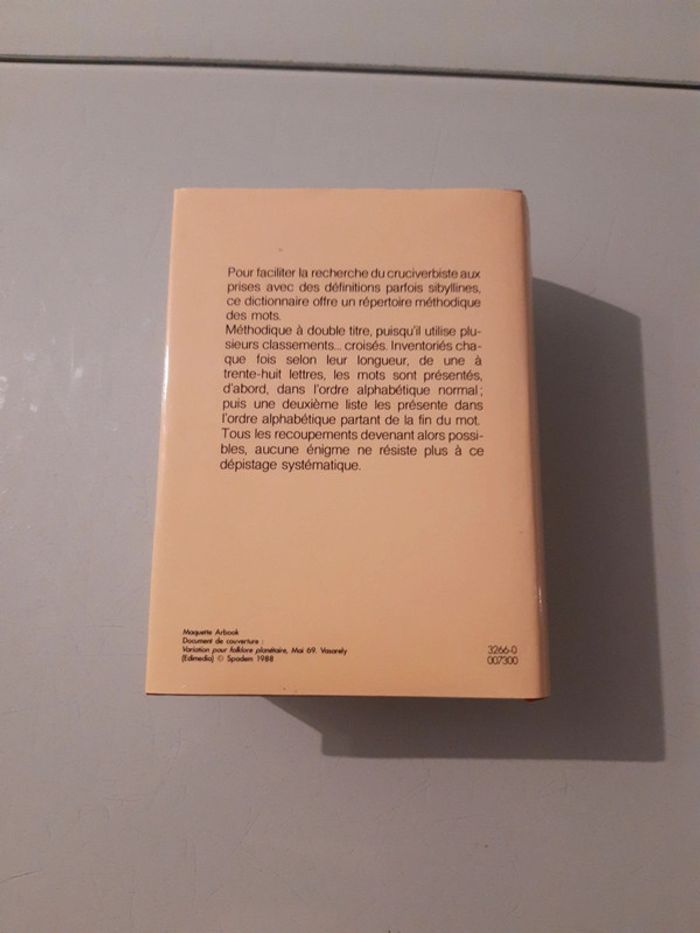 Pour faciliter la recherche du cruciverbiste aux
prises avec des définitions parfois sibyllines,
ce dictionnaire offre un répertoire méthodique
des mots.
Méthodique à double titre, puisqu'il utilise plu-
sieurs classements... croisés. Inventoriés cha-
que fois selon leur longueur, de une à
trente-huit lettres, les mots sont présentés,
d'abord, dans l'ordre alphabétique normal ;
puis une deuxième liste les présente dans
l'ordre alphabétique partant de la fin du mot.
Tous les recoupements devenant alors possi-
bles, aucune énigme ne résiste plus à ce
dépistage systématique.
Maquette Arbook
Document de couverture :
Variation pour folklore planétaire, Mai 69. Vasarely
(Edimedia) © Spadem 1988
3266-0
007300